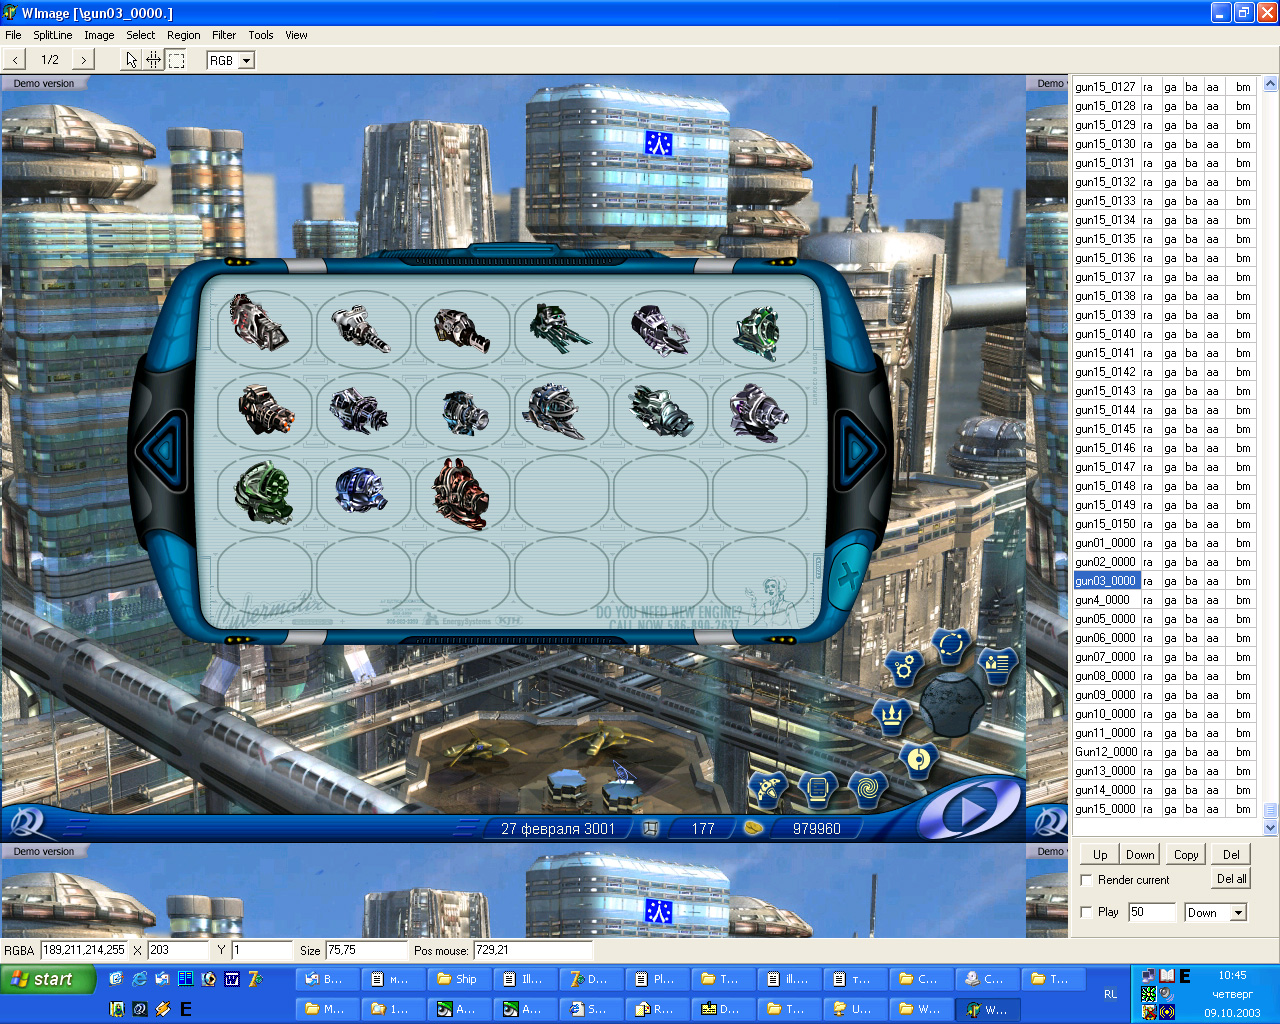 WImage [\gun03_0000.]
File SplitLine Image Select Region Filter Tools View
< 1/2 > RGB
Demo version
Demo
gun15_0127 ra ga ba aa bm
gun15_0128 ra ga ba aa bm
gun15_0129 ra ga ba aa bm
gun15_0130 ra ga ba aa bm
gun15_0131 ra ga ba aa bm
gun15_0132 ra ga ba aa bm
gun15_0133 ra ga ba aa bm
gun15_0134 ra ga ba aa bm
gun15_0135 ra ga ba aa bm
gun15_0136 ra ga ba aa bm
gun15_0137 ra ga ba aa bm
gun15_0138 ra ga ba aa bm
gun15_0139 ra ga ba aa bm
gun15_0140 ra ga ba aa bm
gun15_0141 ra ga ba aa bm
gun15_0142 ra ga ba aa bm
gun15_0143 ra ga ba aa bm
gun15_0144 ra ga ba aa bm
gun15_0145 ra ga ba aa bm
gun15_0146 ra ga ba aa bm
gun15_0147 ra ga ba aa bm
gun15_0148 ra ga ba aa bm
gun15_0149 ra ga ba aa bm
gun15_0150 ra ga ba aa bm
gun01_0000 ra ga ba aa bm
gun02_0000 ra ga ba aa bm
gun03_0000 ra ga ba aa bm
gun4_0000 ra ga ba aa bm
gun05_0000 ra ga ba aa bm
gun06_0000 ra ga ba aa bm
gun07_0000 ra ga ba aa bm
gun08_0000 ra ga ba aa bm
gun09_0000 ra ga ba aa bm
gun10_0000 ra ga ba aa bm
gun11_0000 ra ga ba aa bm
Gun12_0000 ra ga ba aa bm
gun13_0000 ra ga ba aa bm
gun14_0000 ra ga ba aa bm
gun15_0000 ra ga ba aa bm
Cybermatix
EnergySystems KJH
DO YOU NEED NEW ENGINE?
CALL NOW 586-890-2637
27 февраля 3001 177 979960
Demo version
Demo
Up Down Copy Del
Render current Del all
Play 50 Down
RGBA 189,211,214,255 X 203 Y 1 Size 75,75 Pos mouse: 729,21
start B... м... Ship Ill... D... Pl... T... ill... т... C... C... T...
E M... 1... A... A... S... R... D... T... U... W... W...
RL
E 10:45
четверг
09.10.2003